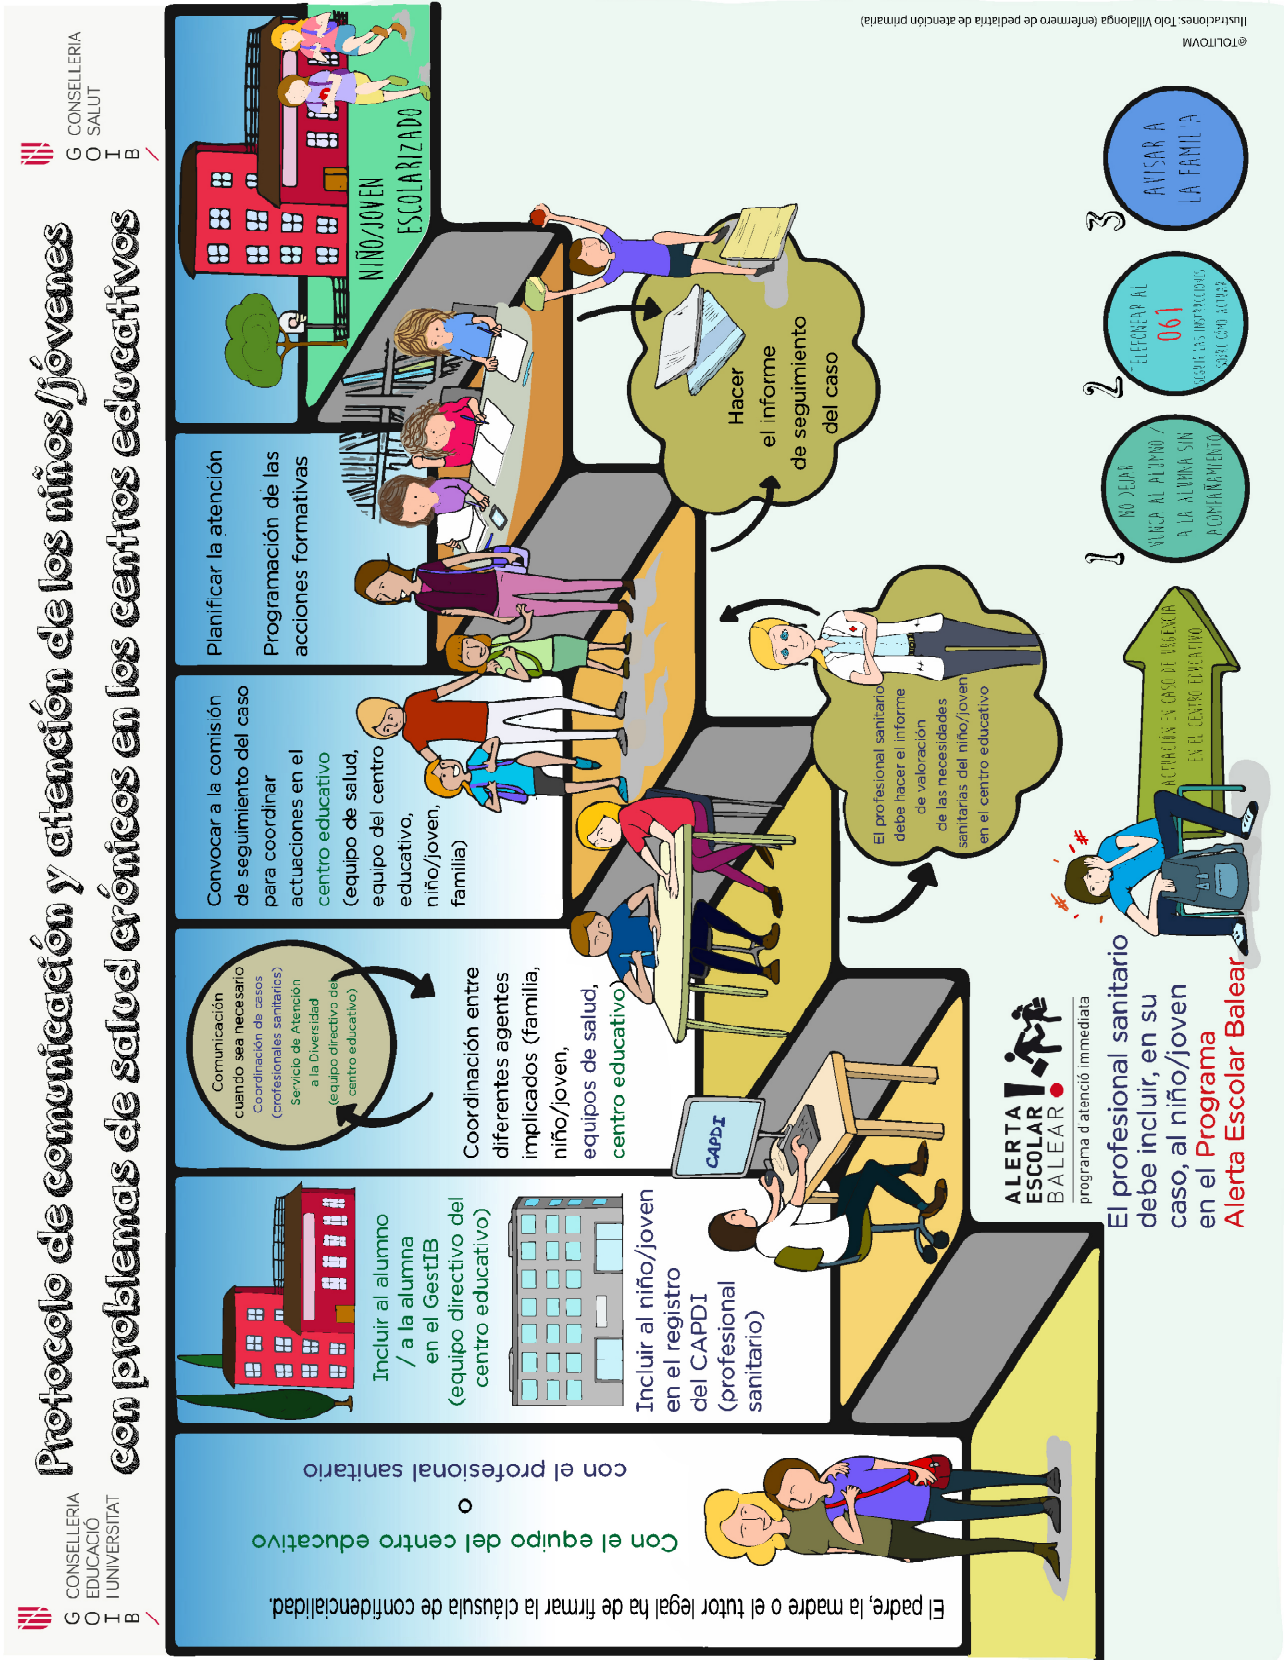 G CONSELLERIA
O EDUCACIÓ
I I UNIVERSITAT
B
Protocolo de comunicación y atención de los niños/jóvenes
con problemas de salud crónicos en los centros educativos
G CONSELLERIA
O SALUT
I
B
El padre, la madre o el tutor legal ha de firmar la cláusula de confidencialidad.
Con el equipo del centro educativo
o
con el profesional sanitario
Incluir al alumno
/ a la alumna
en el GestIB
(equipo directivo del
centro educativo)
Incluir al niño/joven
en el registro
del CAPDI
(profesional
sanitario)
CAPDI
Comunicación
cuando sea necesario
Coordinación de casos
(profesionales sanitarios)
Servicio de Atención
a la Diversidad
(equipo directivo del
centro educativo)
Coordinación entre
diferentes agentes
implicados (familia,
niño/joven,
equipos de salud,
centro educativo)
Convocar a la comisión
de seguimiento del caso
para coordinar
actuaciones en el
centro educativo
(equipo de salud,
equipo del centro
educativo,
niño/joven,
familia)
Planificar la atención
Programación de las
acciones formativas
NIÑO/JOVEN
ESCOLARIZADO
El profesional sanitario
debe hacer el informe
de valoración
de las necesidades
sanitarias del niño/joven
en el centro educativo
Hacer
el informe
de seguimiento
del caso
ALERTA
ESCOLAR
BALEAR
programa d'atenció immediata
El profesional sanitario
debe incluir, en su
caso, al niño/joven
en el Programa
Alerta Escolar Balear
ACTUACIÓN EN CASO DE URGENCIA
EN EL CENTRO EDUCATIVO
1
NO DEJAR
NUNCA AL ALUMNO /
A LA ALUMNA SIN
ACOMPAÑAMIENTO
2
TELEFONEAR AL
061
SEGUIR LAS INSTRUCCIONES
SOBRE CÓMO ACTUAR
3
AVISAR A
LA FAMILIA
@TOLITOVM
Ilustraciones: Tolo Villalonga (enfermero de pediatría de atención primaria)